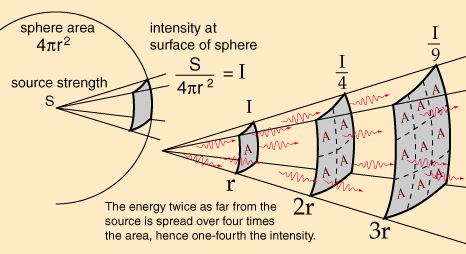 sphere area
4πr²
source strength
S
intensity at
surface of sphere
S
4πr²
= I
I
I
4
I
9
A
A A
A A
A A A
A A A
A A A
r
2r
3r
The energy twice as far from the
source is spread over four times
the area, hence one-fourth the intensity.